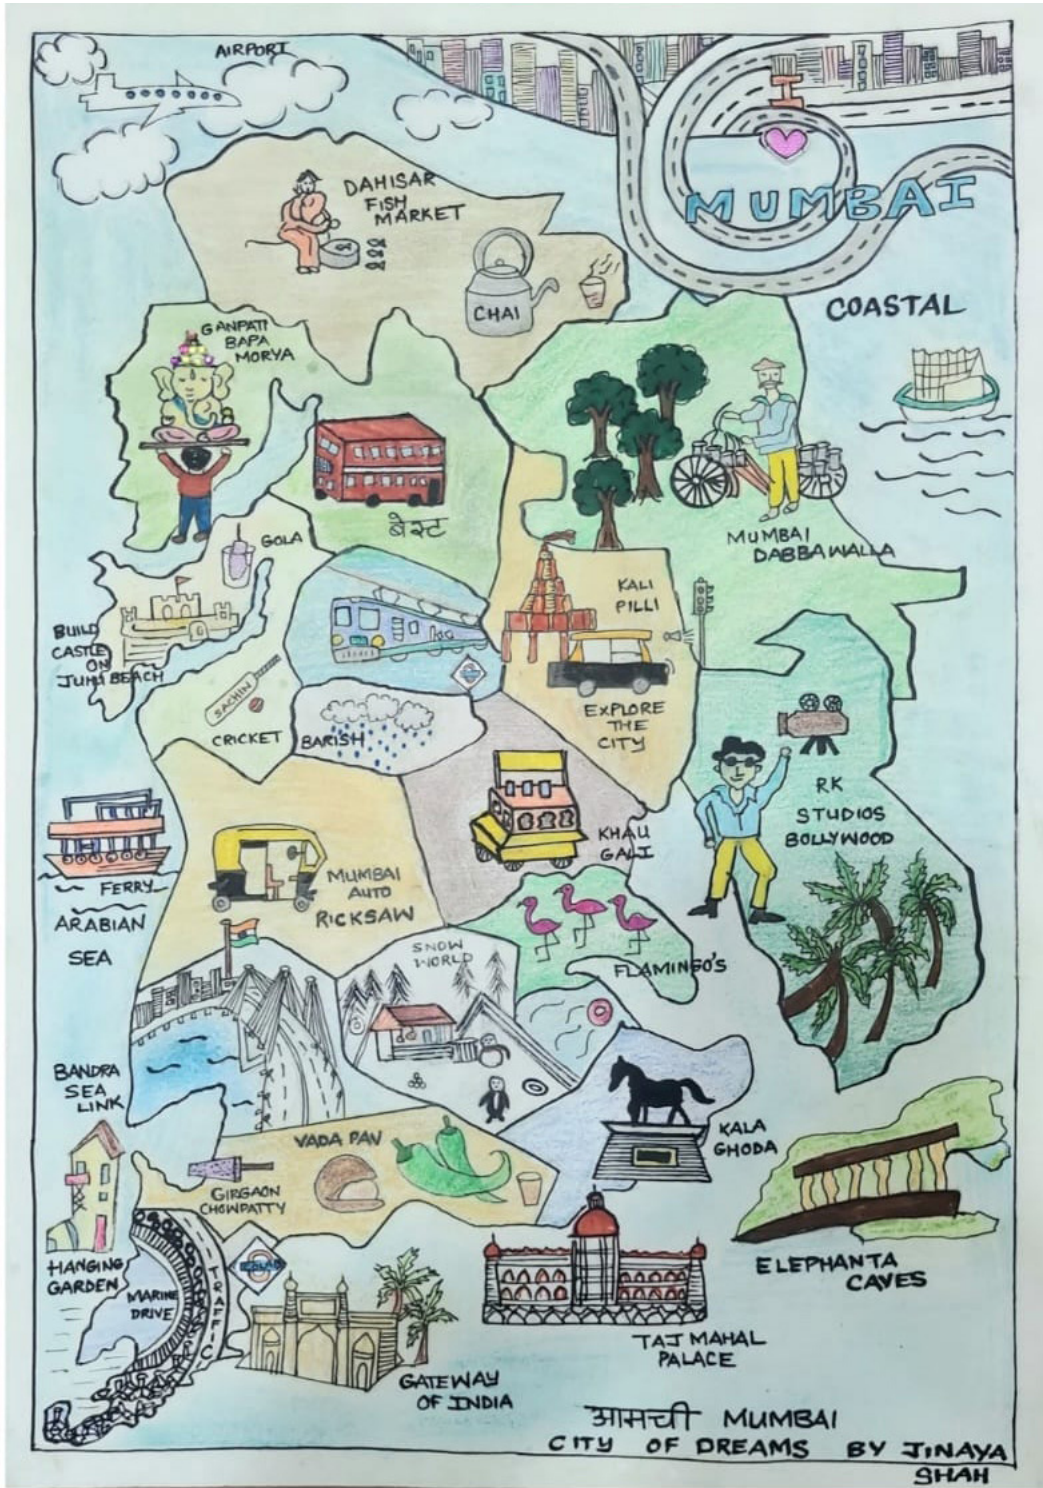 AIRPORT
I
MUMBAI
DAHISAR
FISH
MARKET
CHAI
COASTAL
GANPATI
BAPA
MORYA
बेस्ट
MUMBAI
DABBAWALLA
GOLA
KALI
PILLI
BUILD
CASTLE
ON
JUHU BEACH
SACHIN
CRICKET
BARISH
EXPLORE
THE
CITY
RK
STUDIOS
BOLLYWOOD
KHAU
GALI
MUMBAI
AUTO
RICKSAW
FERRY
ARABIAN
SEA
SNOW
WORLD
FLAMINGO'S
BANDRA
SEA
LINK
KALA
GHODA
VADA PAV
GIRGAON
CHOWPATTY
HANGING
GARDEN
MARINE
DRIVE
TRAFFIC
ELEPHANTA
CAVES
TAJ MAHAL
PALACE
GATEWAY
OF INDIA
आमची MUMBAI
CITY OF DREAMS BY JINAYA
SHAH